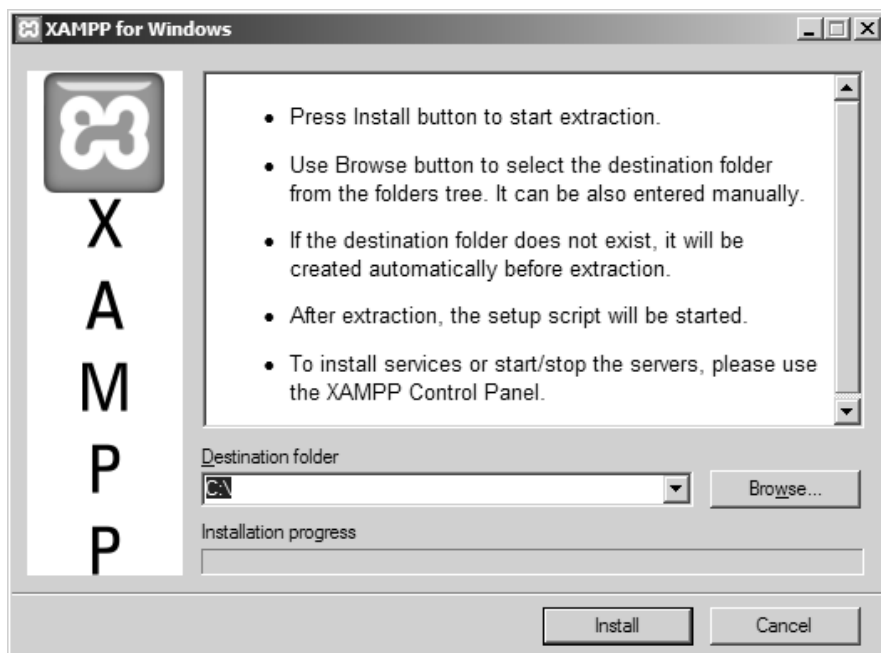 XAMPP for Windows
X
A
M
P
P
• Press Install button to start extraction.
• Use Browse button to select the destination folder
from the folders tree. It can be also entered manually.
• If the destination folder does not exist, it will be
created automatically before extraction.
• After extraction, the setup script will be started.
• To install services or start/stop the servers, please use
the XAMPP Control Panel.
Destination folder
C:\
Browse...
Installation progress
Install
Cancel